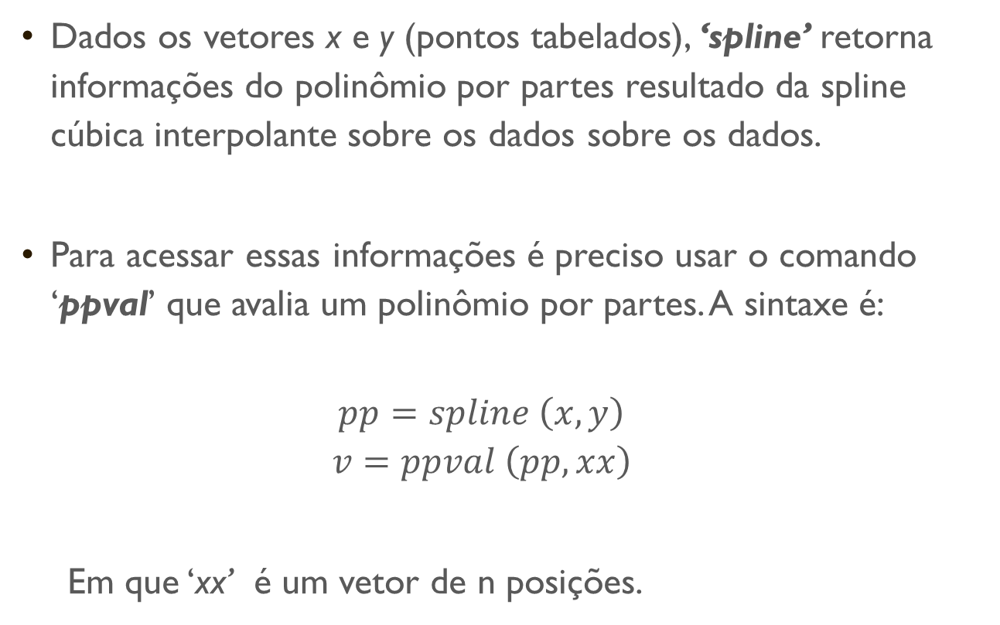 • Dados os vetores x e y (pontos tabelados), ‘spline’ retorna
informações do polinômio por partes resultado da spline
cúbica interpolante sobre os dados sobre os dados.
• Para acessar essas informações é preciso usar o comando
‘ppval’ que avalia um polinômio por partes. A sintaxe é:
pp = spline (x, y)
v = ppval (pp, xx)
Em que ‘xx’ é um vetor de n posições.